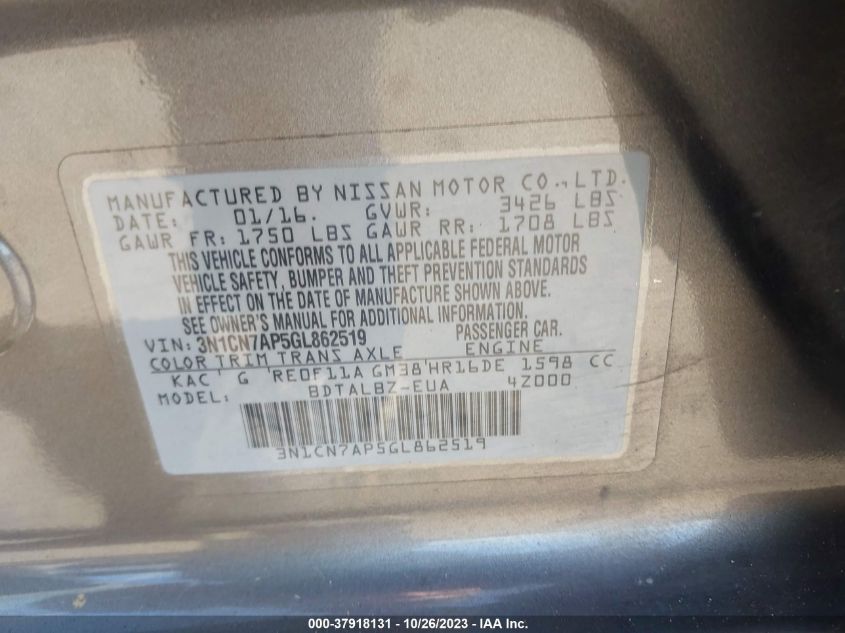 MANUFACTURED BY NISSAN MOTOR CO.,LTD.
DATE: 01/16. GVWR: 3426 LBS
GAWR FR: 1750 LBS GAWR RR: 1708 LBS
THIS VEHICLE CONFORMS TO ALL APPLICABLE FEDERAL MOTOR
VEHICLE SAFETY, BUMPER AND THEFT PREVENTION STANDARDS
IN EFFECT ON THE DATE OF MANUFACTURE SHOWN ABOVE.
SEE OWNER'S MANUAL FOR ADDITIONAL INFORMATION.
VIN: 3N1CN7AP5GL862519 PASSENGER CAR.
COLOR TRIM TRANS AXLE ENGINE
KAC G RE0F11A GM38 HR16DE 1598 CC
MODEL: BDTALBZ-EUA 4Z000
3N1CN7AP5GL862519
000-37918131 - 10/26/2023 - IAA Inc.